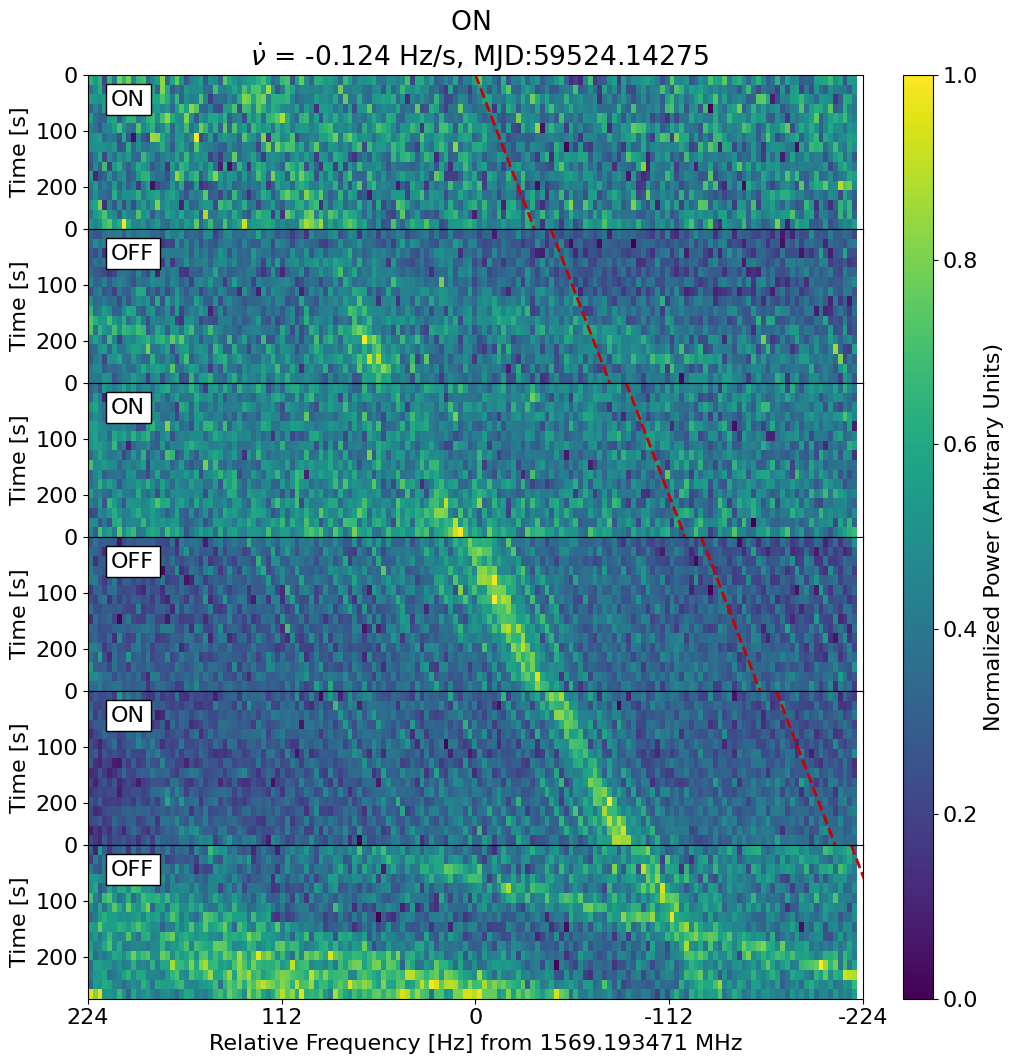 ON
ν̇ = -0.124 Hz/s, MJD:59524.14275
0
ON
100
Time [s]
200
0
OFF
100
Time [s]
200
0
ON
100
Time [s]
200
0
OFF
100
Time [s]
200
0
ON
100
Time [s]
200
0
OFF
100
Time [s]
200
224 112 0 -112 -224
Relative Frequency [Hz] from 1569.193471 MHz
1.0
0.8
0.6
0.4
0.2
0.0
Normalized Power (Arbitrary Units)